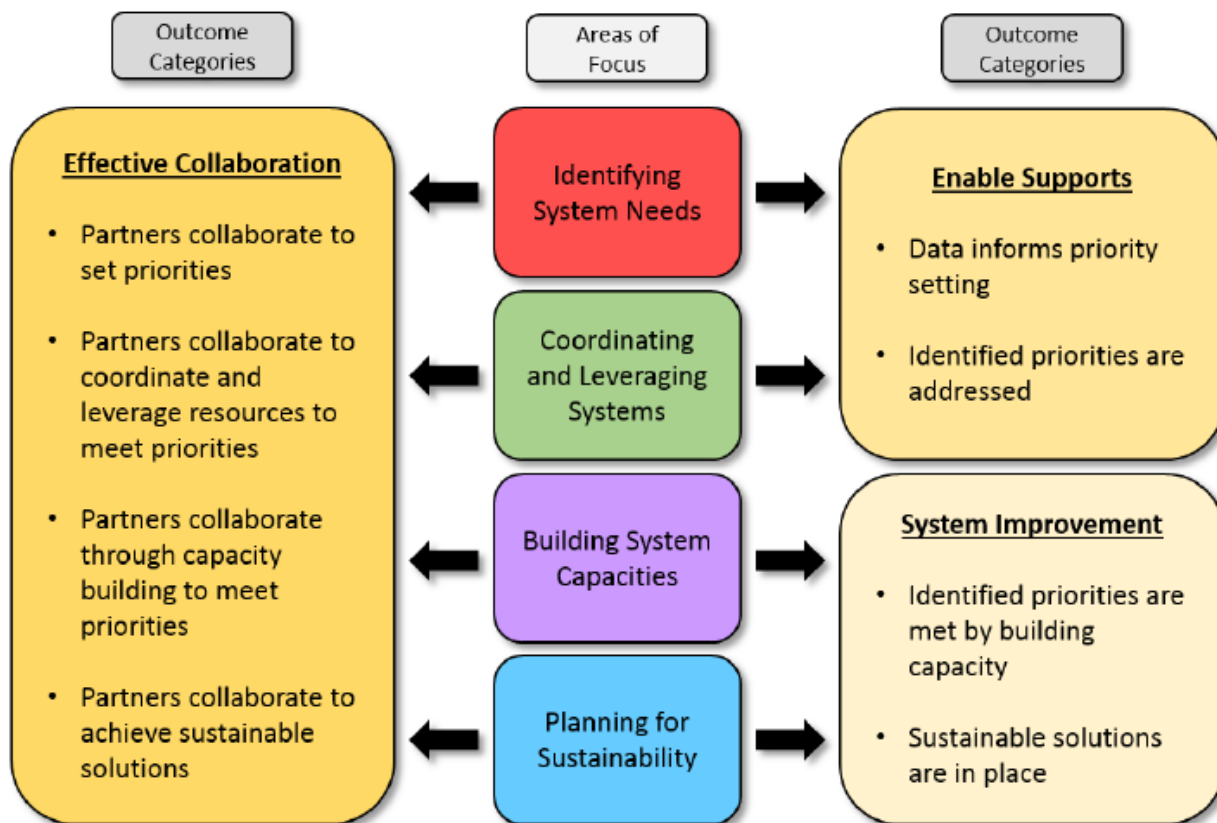 Outcome
Categories
Areas of
Focus
Outcome
Categories
Effective Collaboration
• Partners collaborate to
set priorities
• Partners collaborate to
coordinate and
leverage resources to
meet priorities
• Partners collaborate
through capacity
building to meet
priorities
• Partners collaborate to
achieve sustainable
solutions
Identifying
System Needs
Coordinating
and Leveraging
Systems
Building System
Capacities
Planning for
Sustainability
Enable Supports
• Data informs priority
setting
• Identified priorities are
addressed
System Improvement
• Identified priorities are
met by building
capacity
• Sustainable solutions
are in place